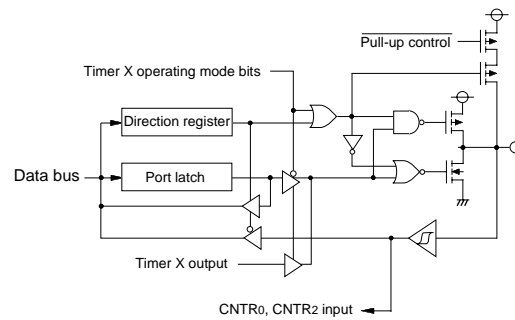 Pull-up control
Timer X operating mode bits
Direction register
Data bus
Port latch
Timer X output
CNTR0, CNTR2 input